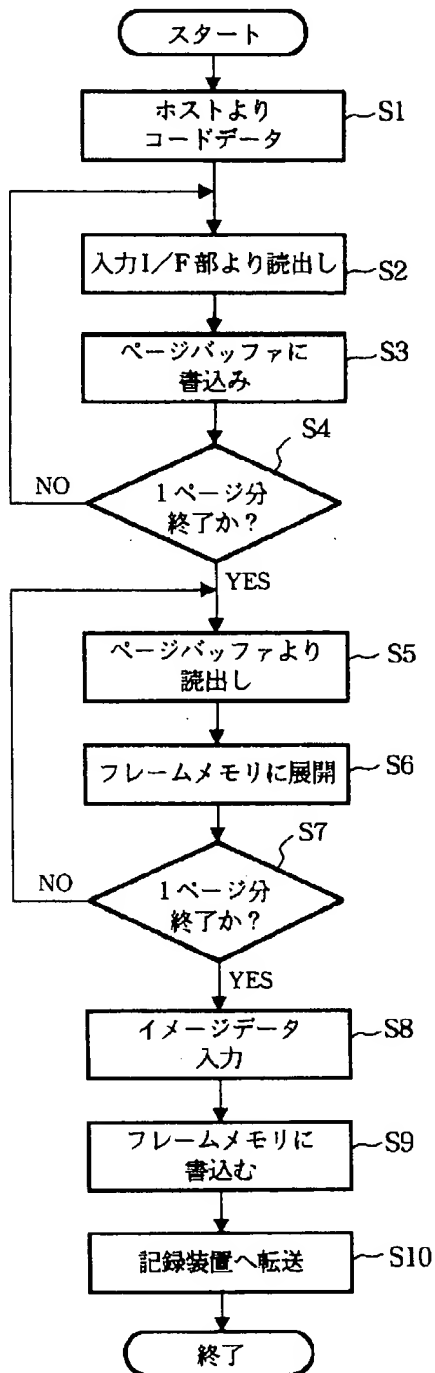 スタート
ホストより
コードデータ
S1
入力I/F部より読出し
S2
ページバッファに
書込み
S3
S4
1ページ分
終了か?
NO
YES
ページバッファより
読出し
S5
フレームメモリに展開
S6
S7
1ページ分
終了か?
NO
YES
イメージデータ
入力
S8
フレームメモリに
書込む
S9
記録装置へ転送
S10
終了